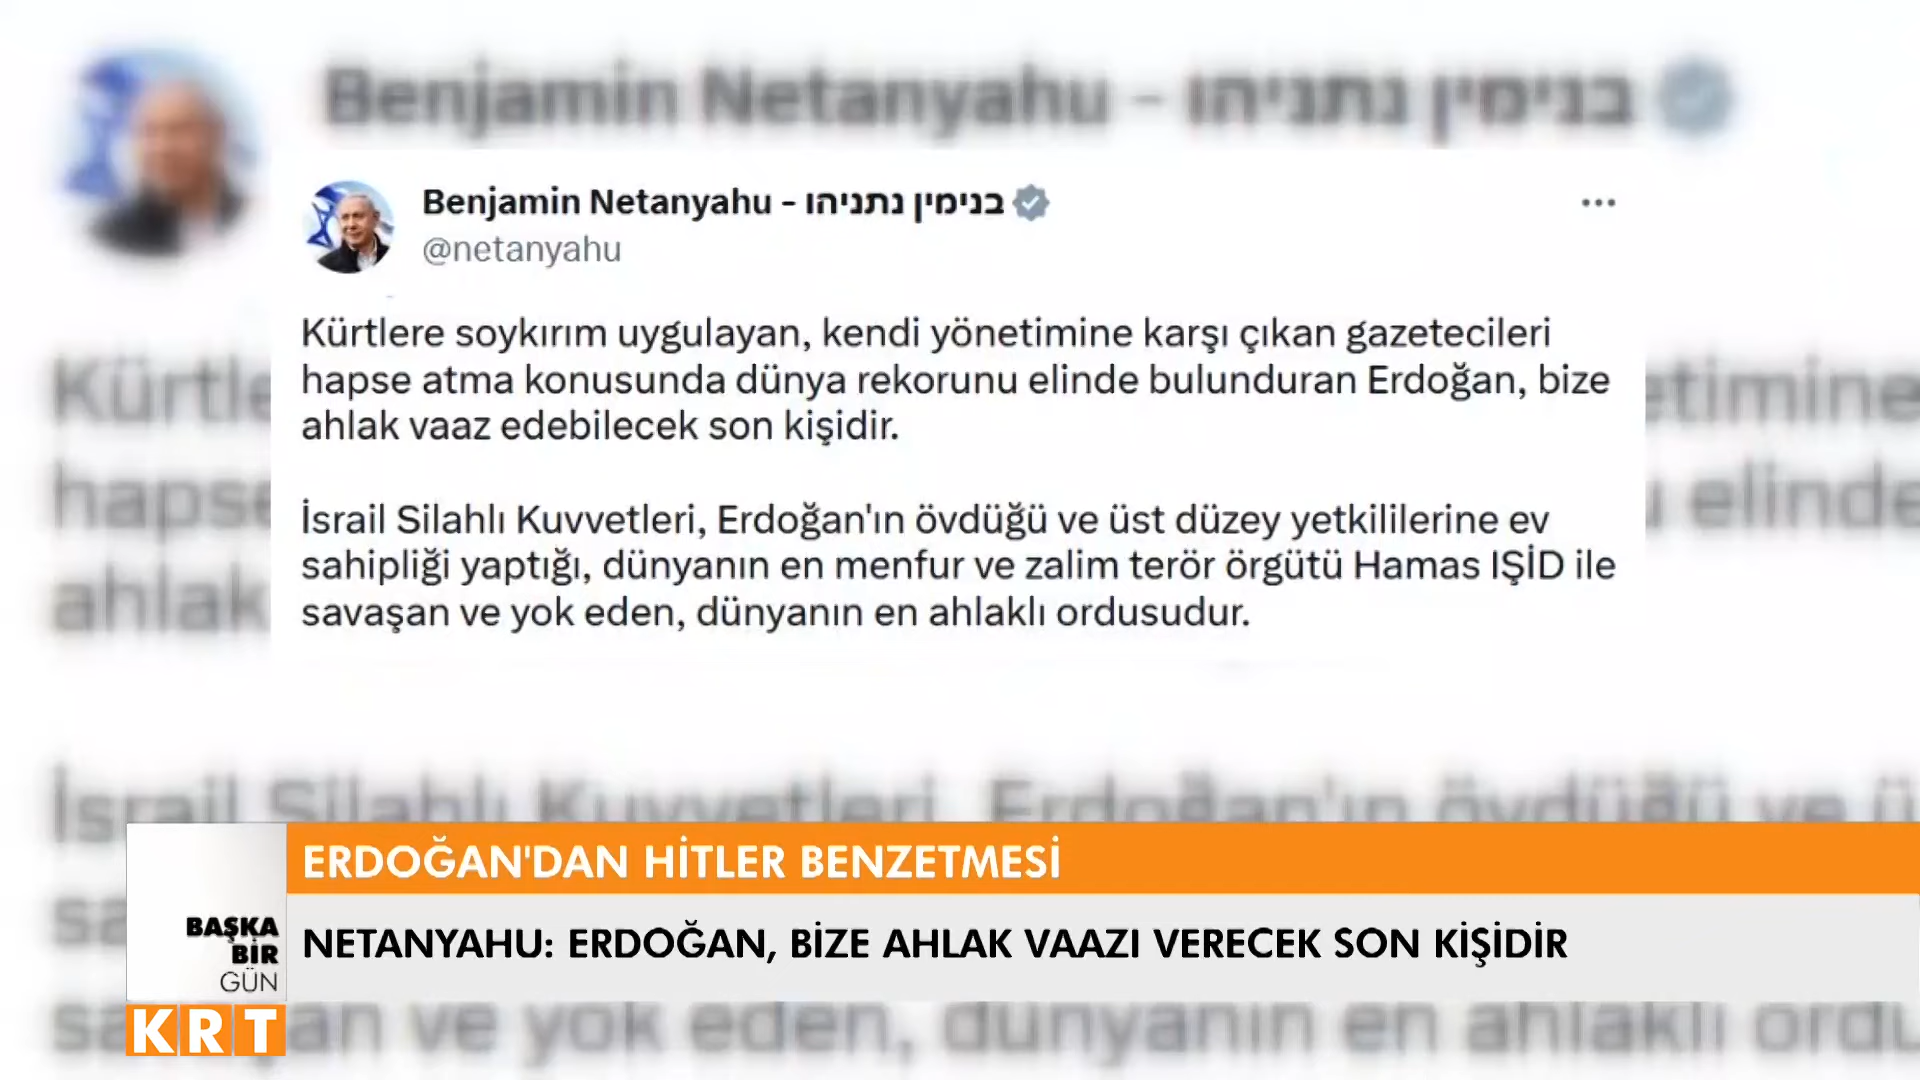 Benjamin Netanyahu - בנימין נתניהו
Benjamin Netanyahu - בנימין נתניהו
@netanyahu
Kürtlere soykırım uygulayan, kendi yönetimine karşı çıkan gazetecileri
hapse atma konusunda dünya rekorunu elinde bulunduran Erdoğan, bize
ahlak vaaz edebilecek son kişidir.
İsrail Silahlı Kuvvetleri, Erdoğan'ın övdüğü ve üst düzey yetkililerine ev
sahipliği yaptığı, dünyanın en menfur ve zalim terör örgütü Hamas IŞİD ile
savaşan ve yok eden, dünyanın en ahlaklı ordusudur.
ERDOĞAN'DAN HİTLER BENZETMESİ
NETANYAHU: ERDOĞAN, BİZE AHLAK VAAZI VERECEK SON KİŞİDİR
BAŞKA
BİR
GÜN
KRT